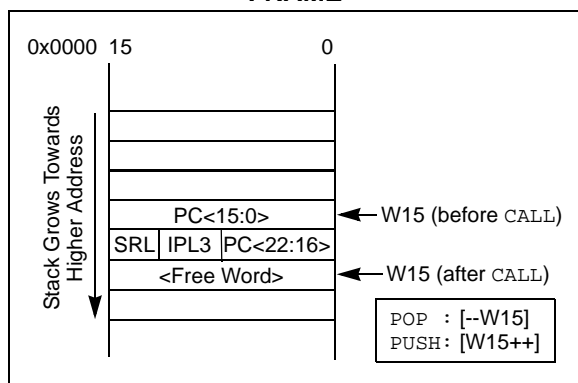 FRAME
0x0000 15 0
Stack Grows Towards
Higher Address
PC<15:0>
W15 (before CALL)
SRL IPL3 PC<22:16>
<Free Word>
W15 (after CALL)
POP : [--W15]
PUSH: [W15++]